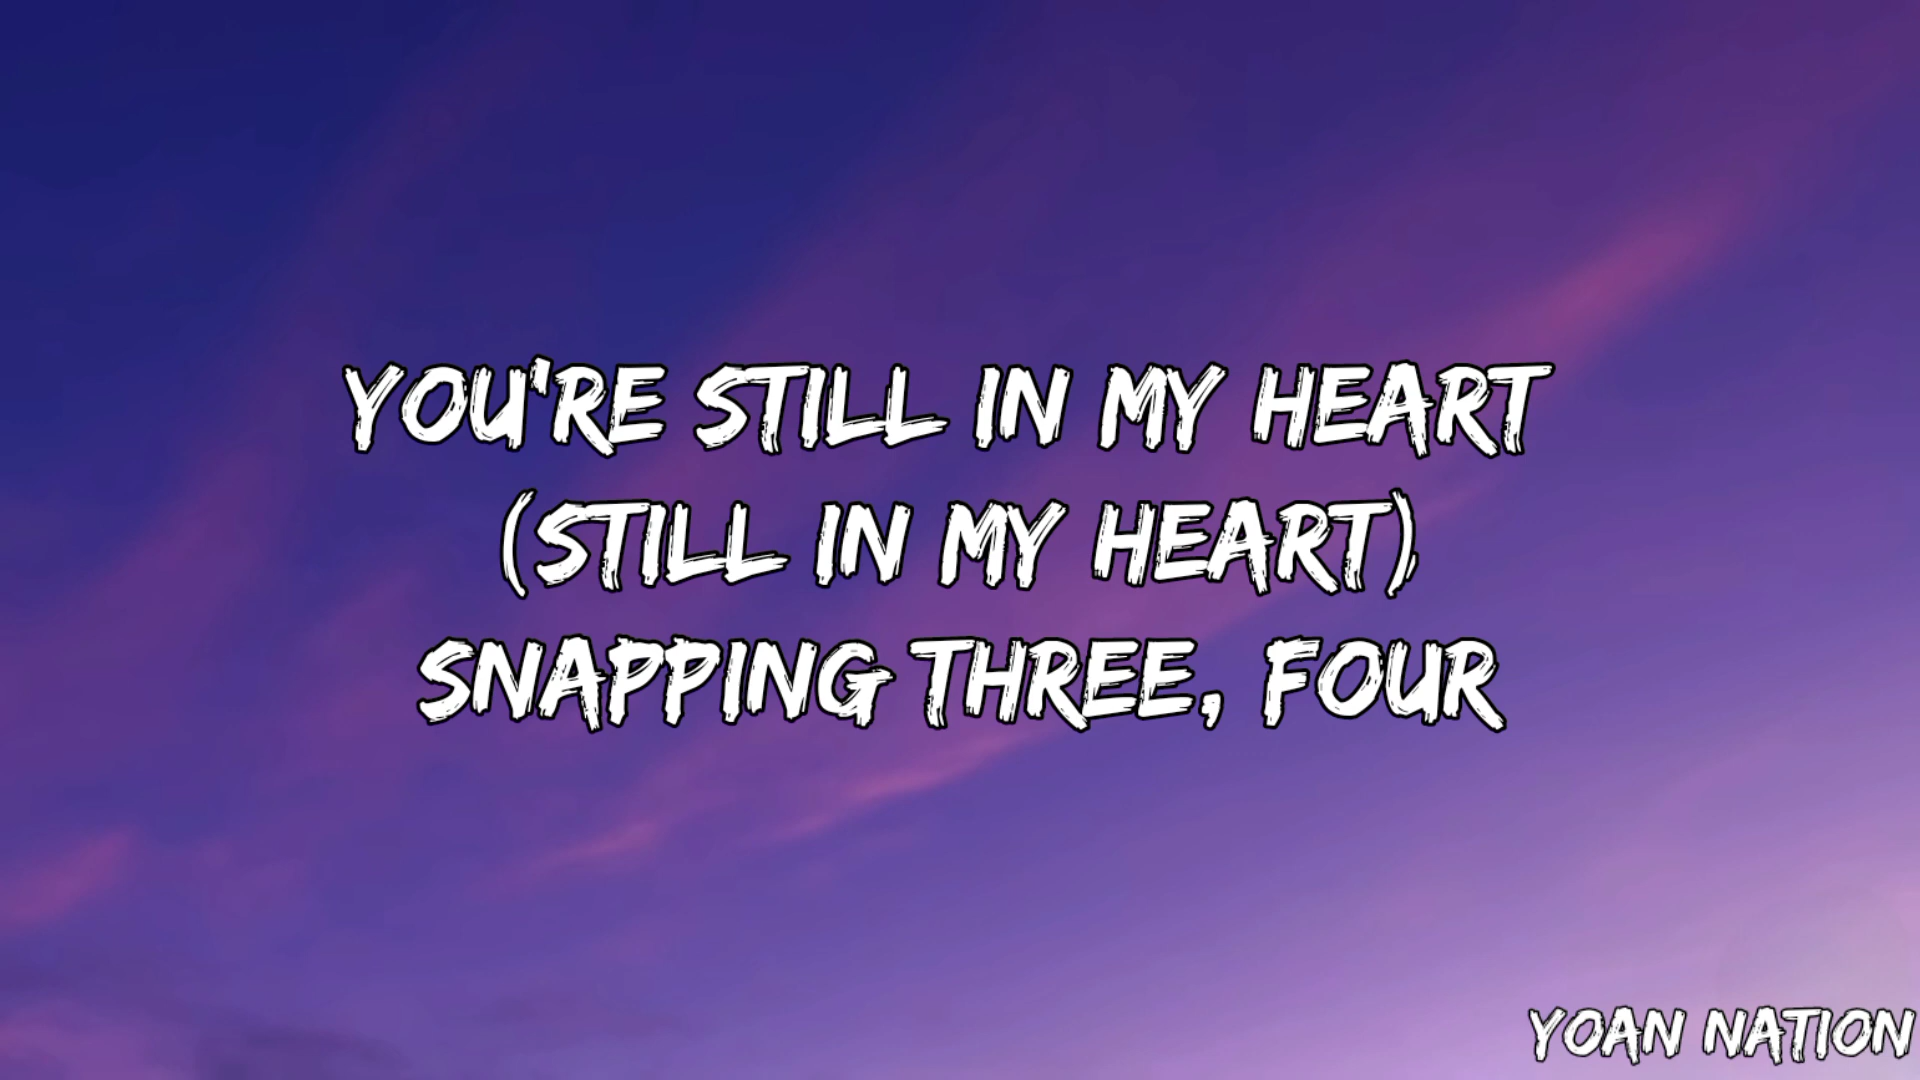 YOU'RE STILL IN MY HEART
(STILL IN MY HEART)
SNAPPING THREE, FOUR
YOAN NATION